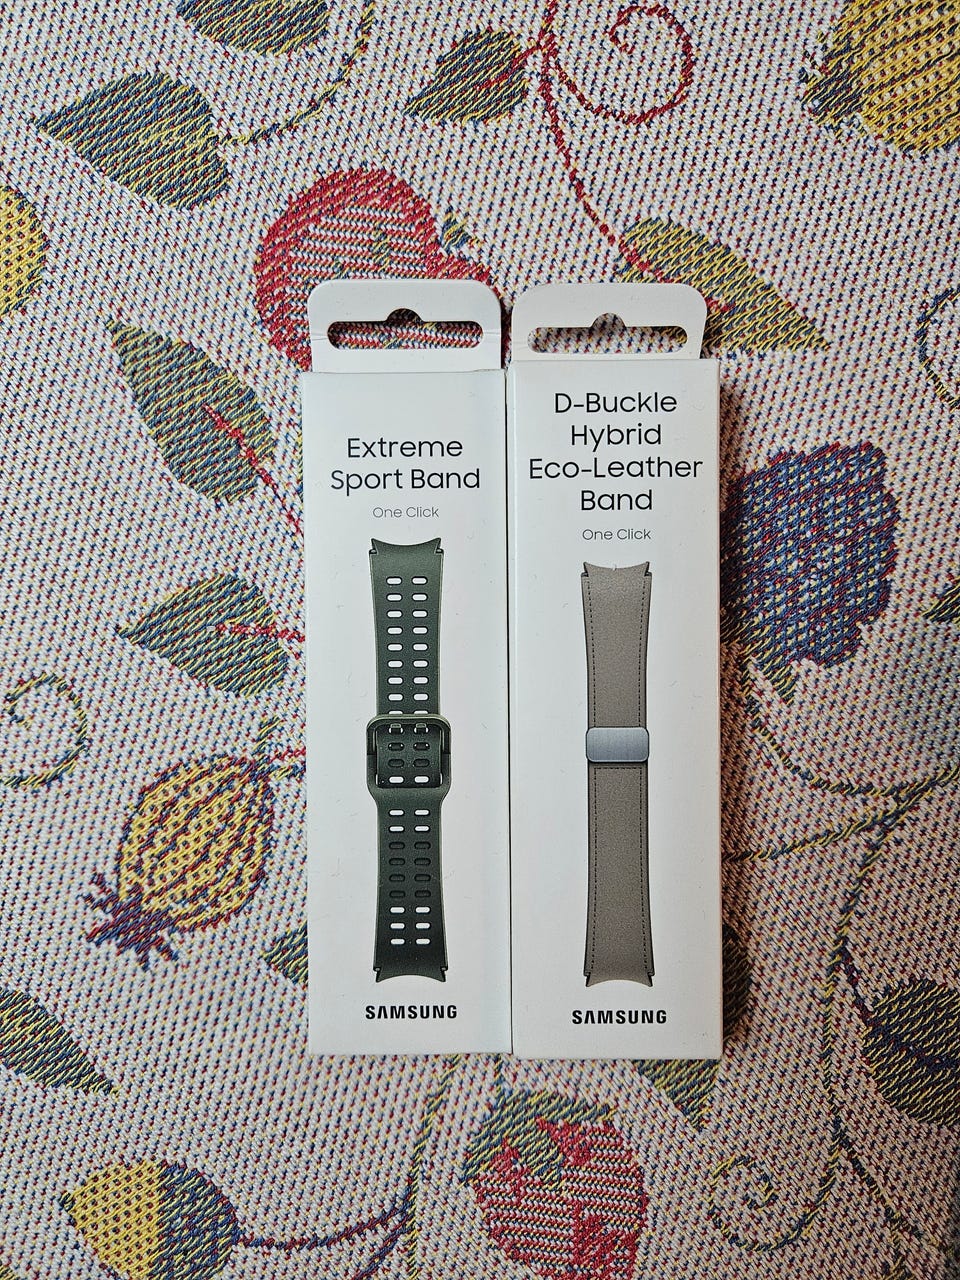 Extreme
Sport Band
One Click
SAMSUNG
D-Buckle
Hybrid
Eco-Leather
Band
One Click
SAMSUNG